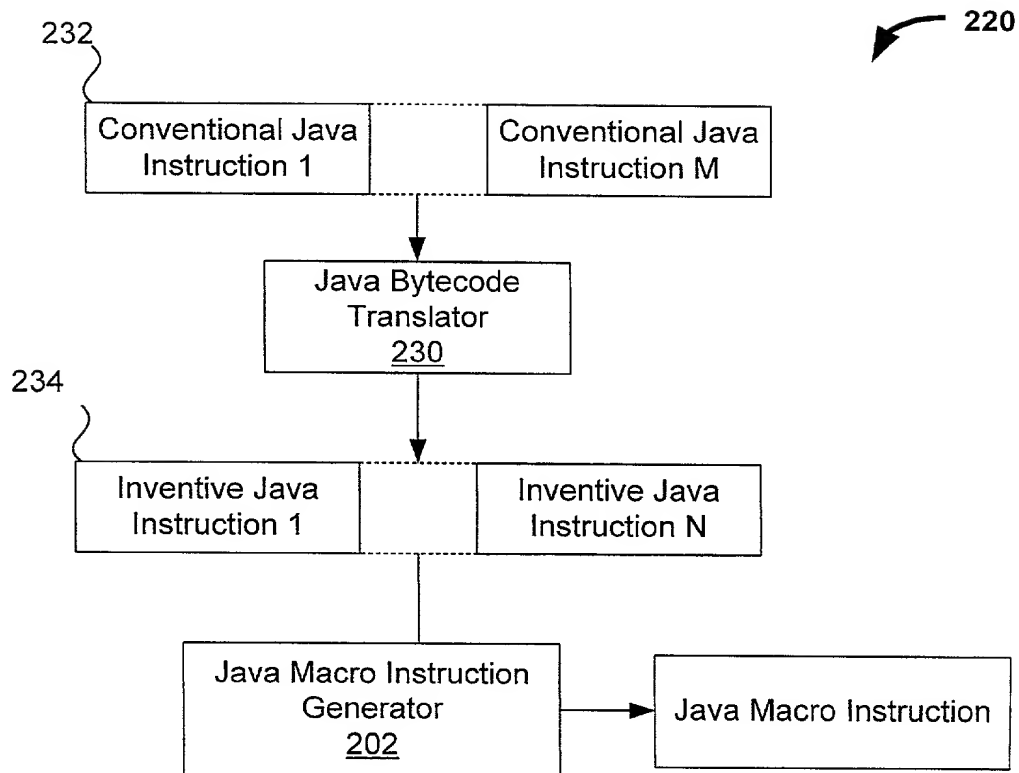 220
232
Conventional Java
Instruction 1
Conventional Java
Instruction M
Java Bytecode
Translator
230
234
Inventive Java
Instruction 1
Inventive Java
Instruction N
Java Macro Instruction
Generator
202
Java Macro Instruction